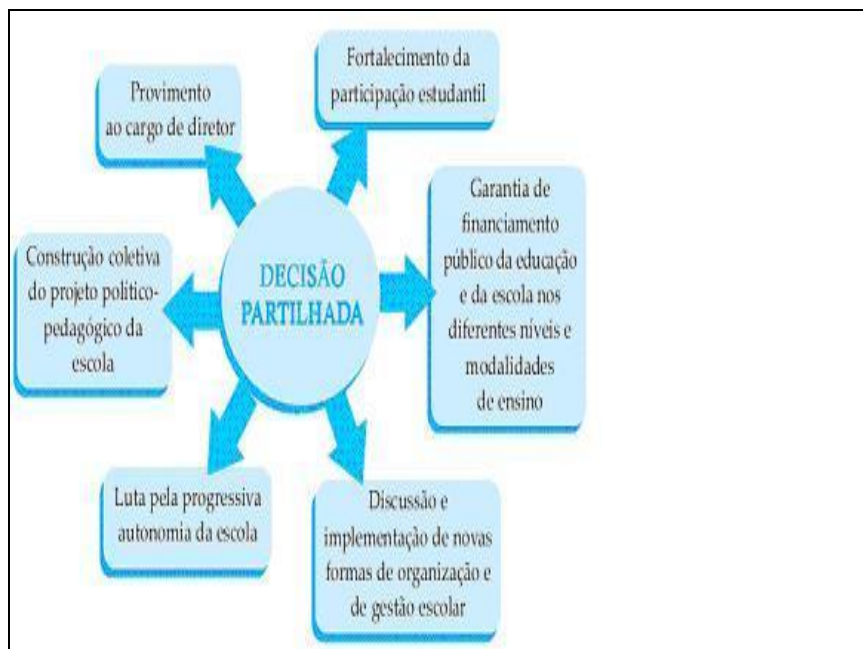 Fortalecimento da
participação estudantil
Provimento
ao cargo de diretor
Garantia de
financiamento
público da educação
e da escola nos
diferentes níveis e
modalidades
de ensino
DECISÃO
PARTILHADA
Construção coletiva
do projeto político-
pedagógico da
escola
Luta pela progressiva
autonomia da escola
Discussão e
implementação de novas
formas de organização e
de gestão escolar